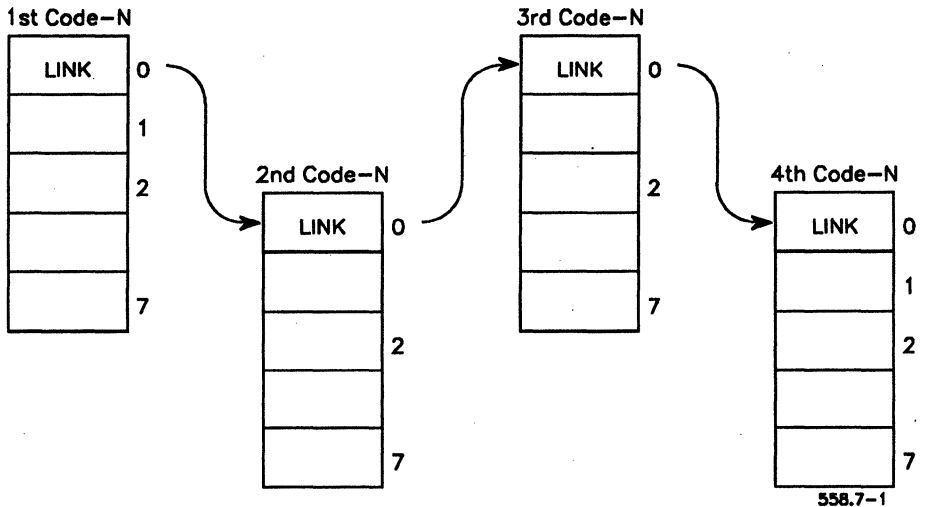 1st Code-N
LINK 0
1
2
7
2nd Code-N
LINK 0
2
7
3rd Code-N
LINK 0
2
7
4th Code-N
LINK 0
1
2
7
558.7-1